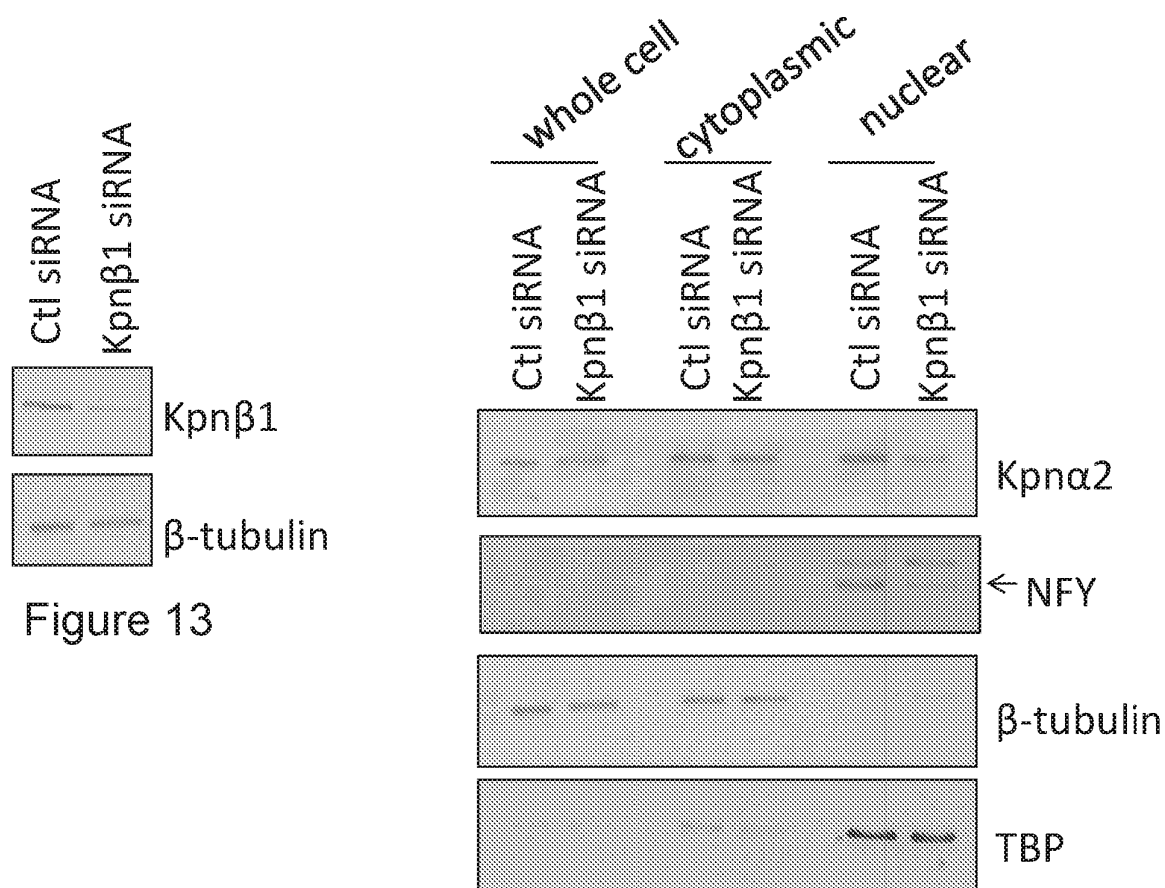 Ctl siRNA
Kpnβ1 siRNA
Kpnβ1
β-tubulin
Figure 13
whole cell
cytoplasmic
nuclear
Ctl siRNA
Kpnβ1 siRNA
Ctl siRNA
Kpnβ1 siRNA
Ctl siRNA
Kpnβ1 siRNA
Kpnα2
← NFY
β-tubulin
TBP